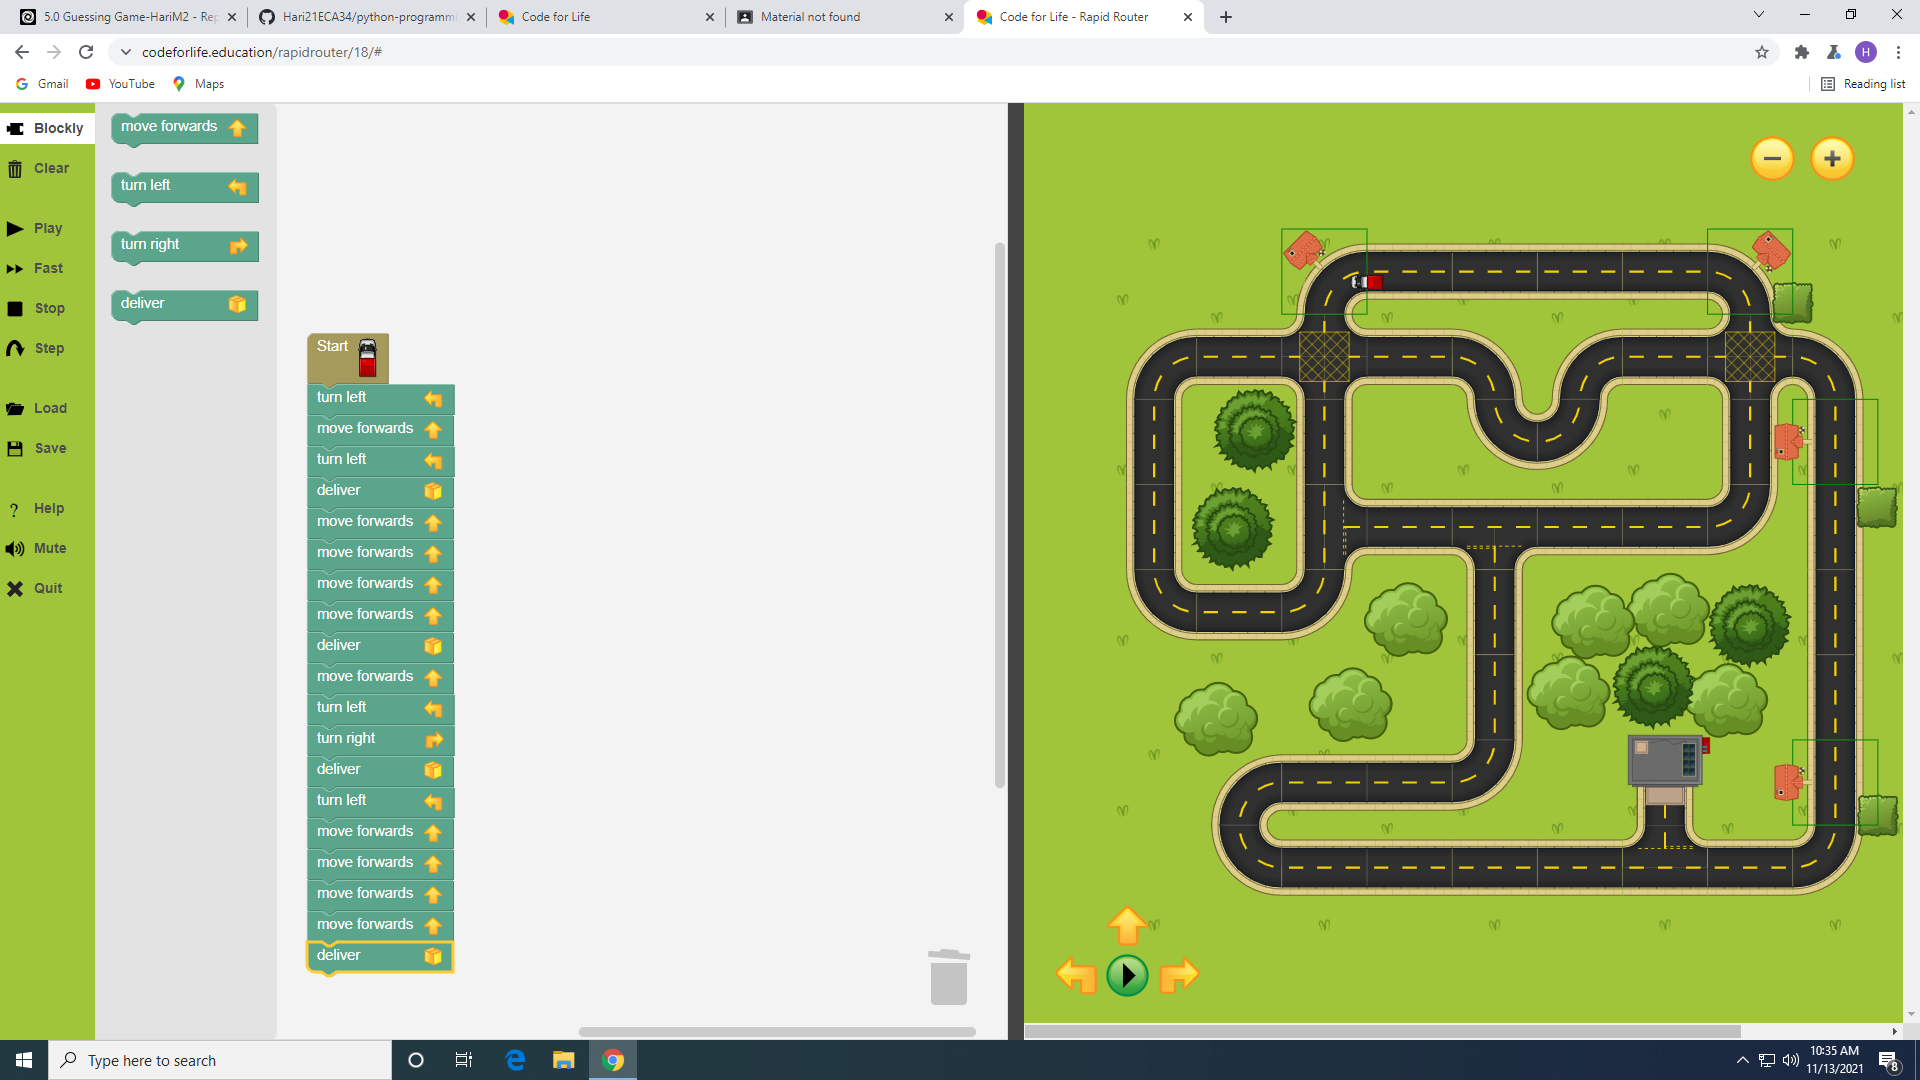 5.0 Guessing Game-HariM2 - Rep
Hari21ECA34/python-programmi
Code for Life
Material not found
Code for Life - Rapid Router
codeforlife.education/rapidrouter/18/#
H
Gmail
YouTube
Maps
Reading list
Blockly
Clear
Play
Fast
Stop
Step
Load
Save
? Help
Mute
Quit
move forwards
turn left
turn right
deliver
Start
turn left
move forwards
turn left
deliver
move forwards
move forwards
move forwards
move forwards
deliver
move forwards
turn left
turn right
deliver
turn left
move forwards
move forwards
move forwards
move forwards
deliver
Type here to search
10:35 AM
11/13/2021
8